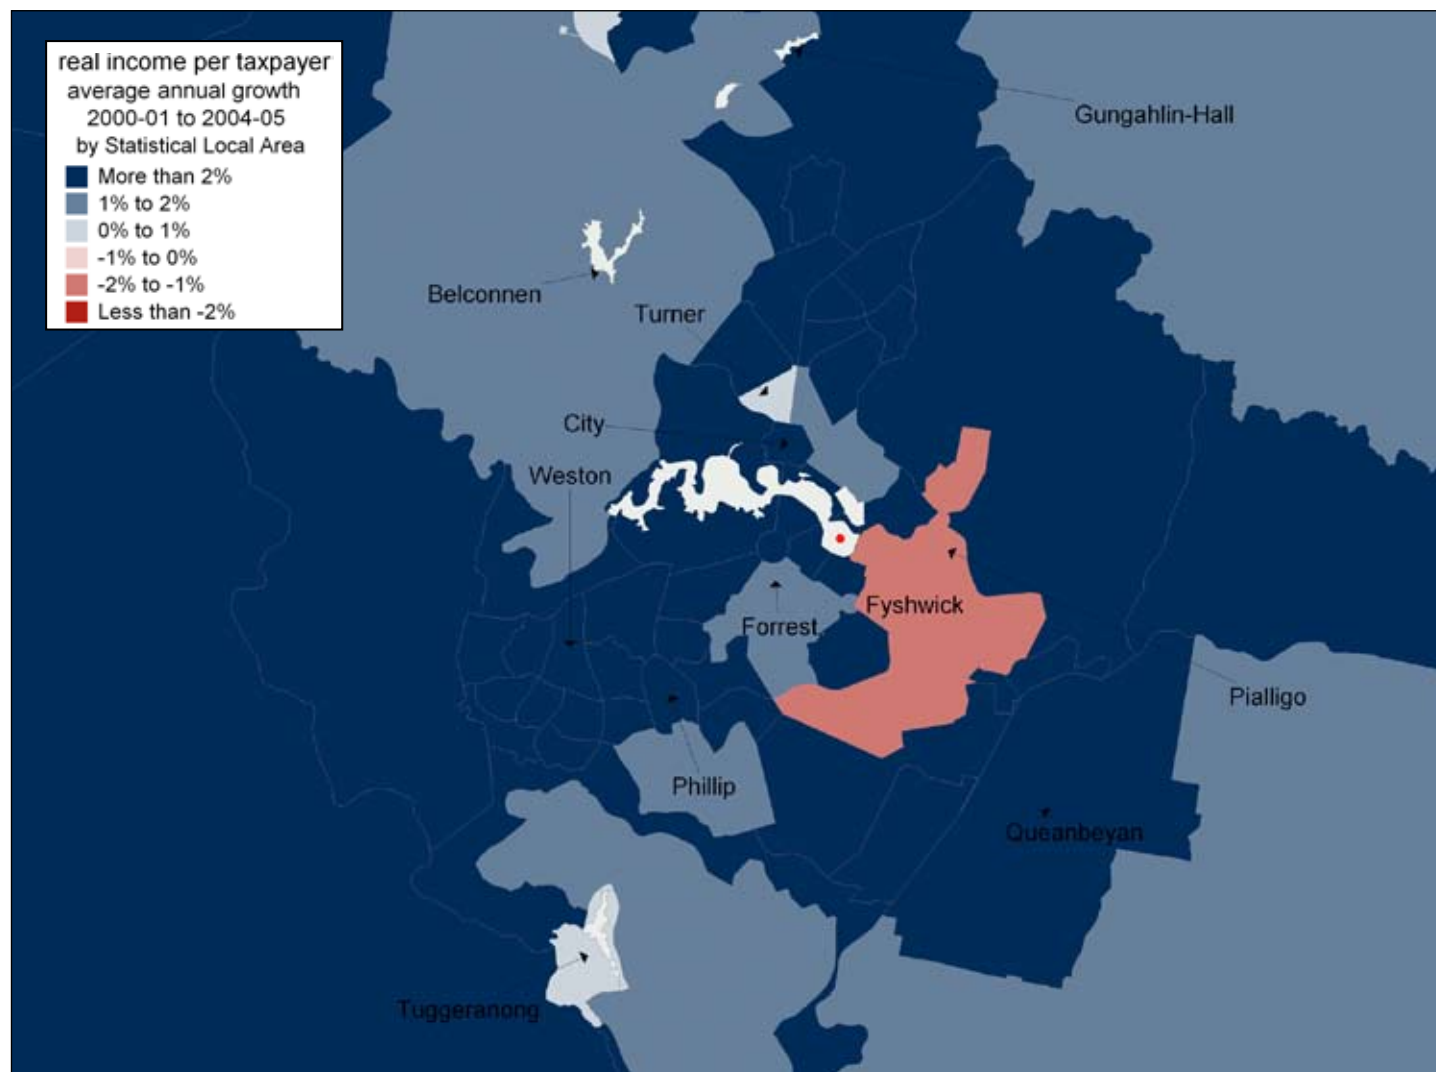 real income per taxpayer
average annual growth
2000-01 to 2004-05
by Statistical Local Area
More than 2%
1% to 2%
0% to 1%
-1% to 0%
-2% to -1%
Less than -2%
Gungahlin-Hall
Belconnen
Turner
City
Weston
Fyshwick
Forrest
Pialligo
Phillip
Queanbeyan
Tuggeranong